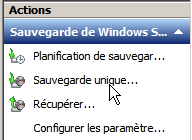 Actions
Sauvegarde de Windows S...
Planification de sauvegar...
Sauvegarde unique...
Récupérer...
Configurer les paramètre...